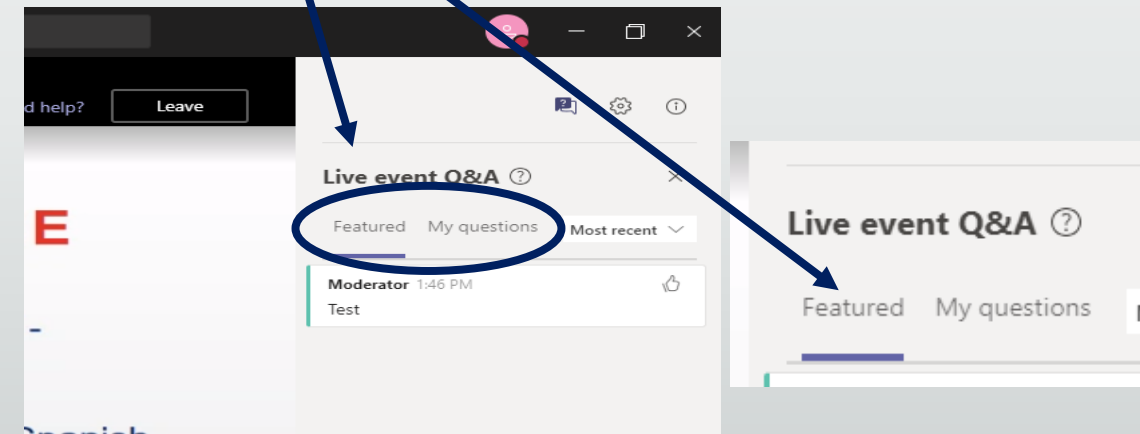 d help? Leave
Live event Q&A
Featured My questions Most recent
Moderator 1:46 PM
Test
E
-
Live event Q&A
Featured My questions